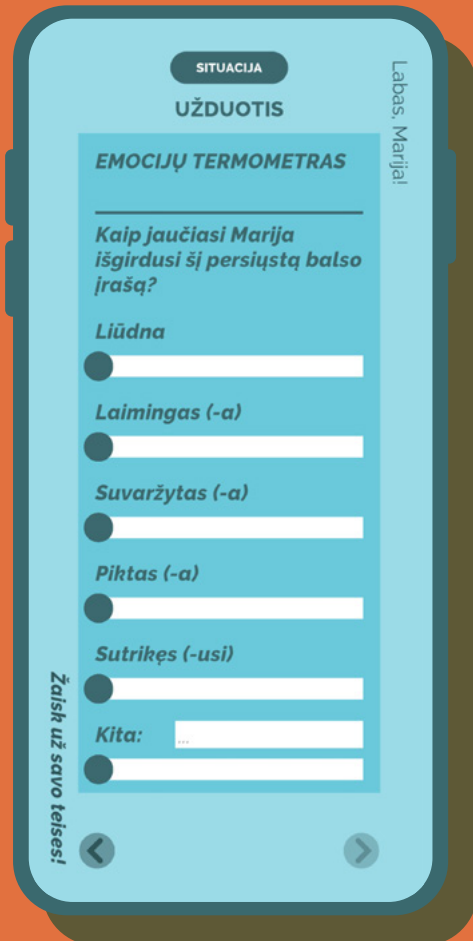 SITUACIJA
UŽDUOTIS
Labas, Marija!
EMOCIJŲ TERMOMETRAS
Kaip jaučiasi Marija
išgirdusi šį persiųstą balso
įrašą?
Liūdna
Laimingas (-a)
Suvaržytas (-a)
Piktas (-a)
Sutrikęs (-usi)
Kita:
...
Žaisk už savo teises!